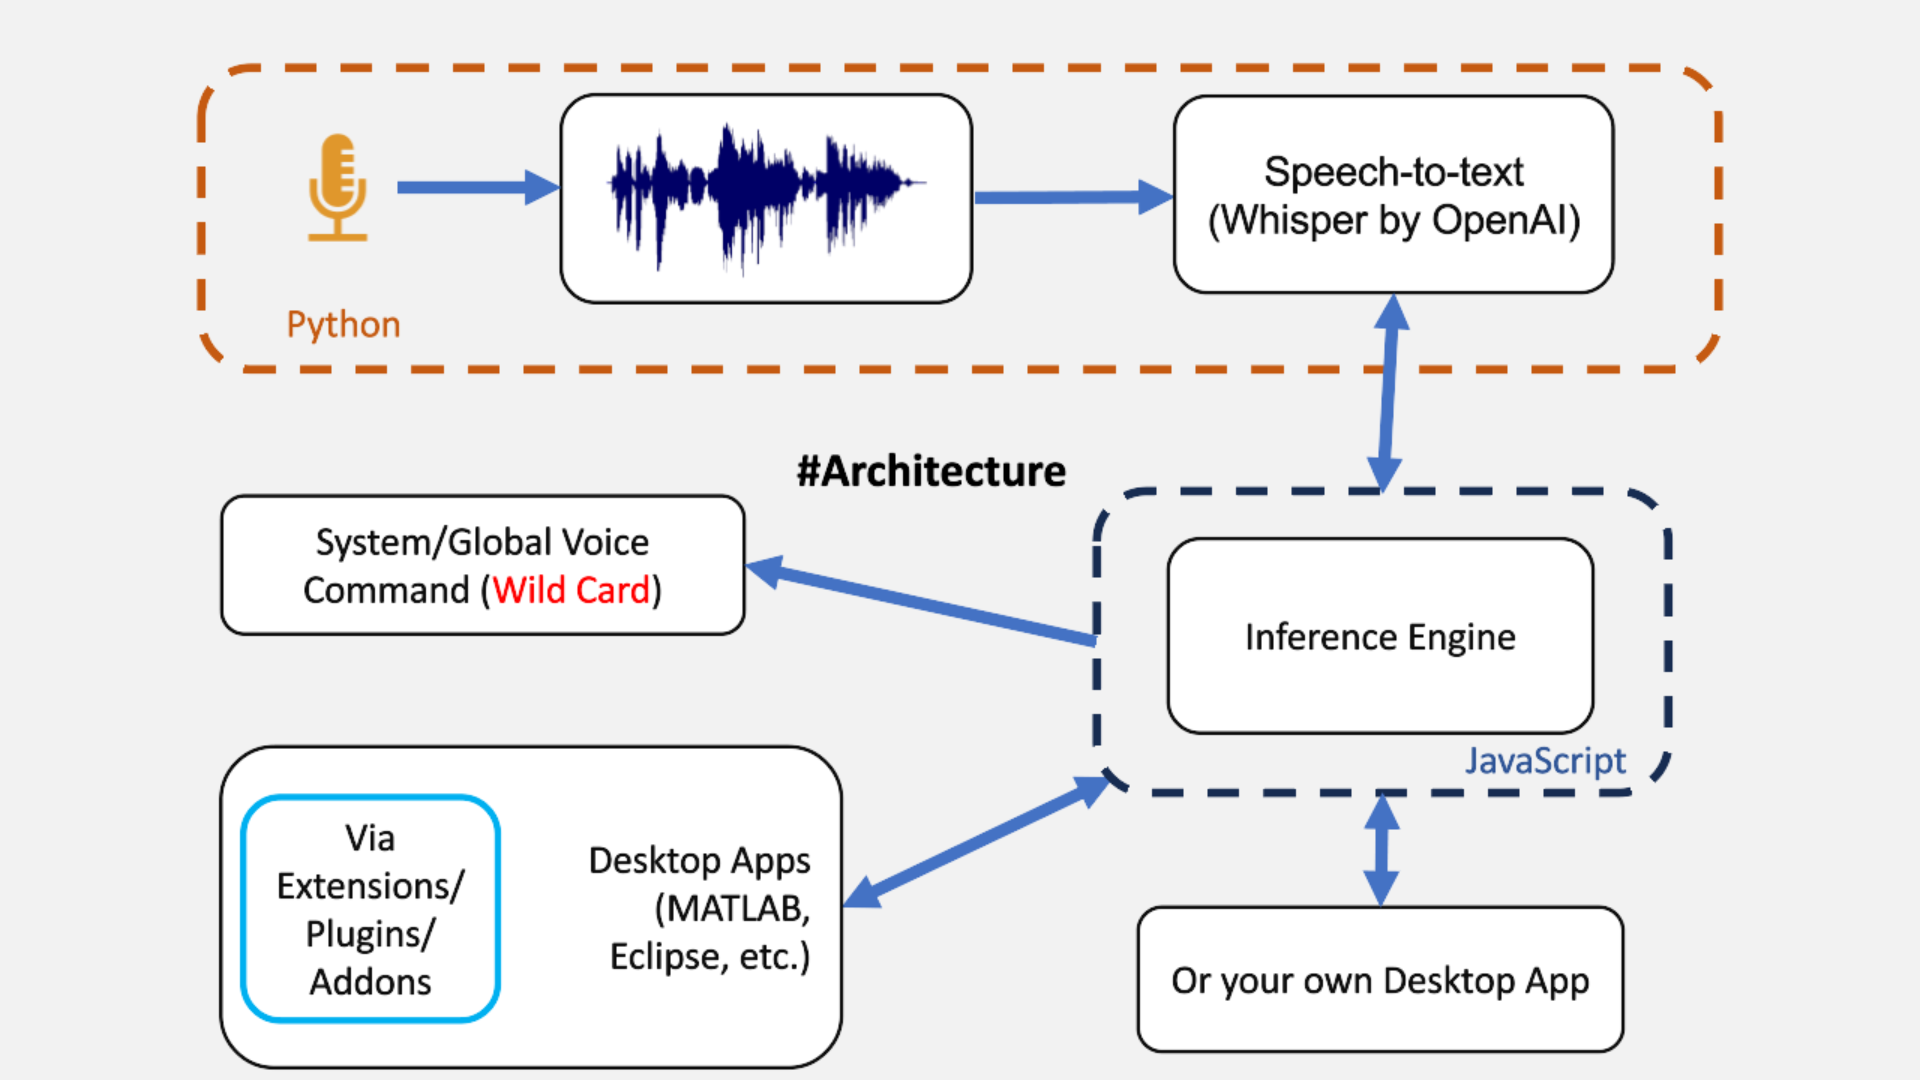 Speech-to-text
(Whisper by OpenAI)
Python
#Architecture
System/Global Voice
Command (Wild Card)
Inference Engine
JavaScript
Via
Extensions/
Plugins/
Addons
Desktop Apps
(MATLAB,
Eclipse, etc.)
Or your own Desktop App